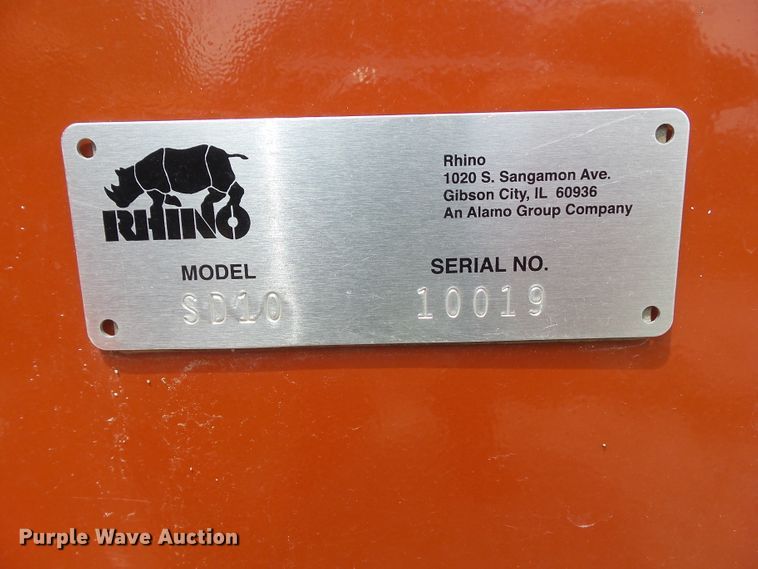 Rhino
1020 S. Sangamon Ave.
Gibson City, IL 60936
An Alamo Group Company
RHINO
MODEL
SERIAL NO.
SD10
10019
Purple Wave Auction